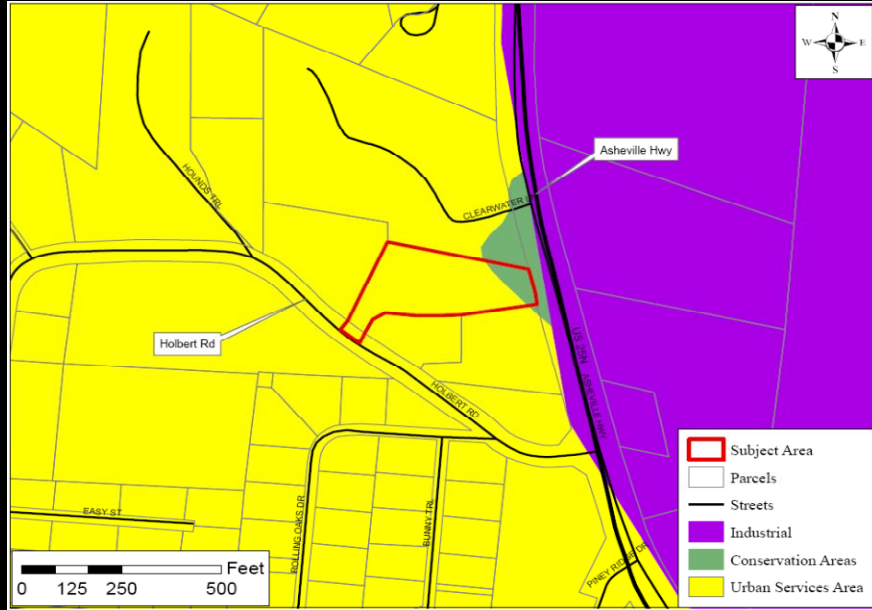 N
W E
S
Asheville Hwy
HOUNDS TRL
CLEARWATER
Holbert Rd
US 25N ASHEVILLE HWY
HOLBERT RD
EASY ST
ROLLING OAKS DR
BUNNY TRL
PINEY RIDGE DR
Feet
0 125 250 500
Subject Area
Parcels
Streets
Industrial
Conservation Areas
Urban Services Area